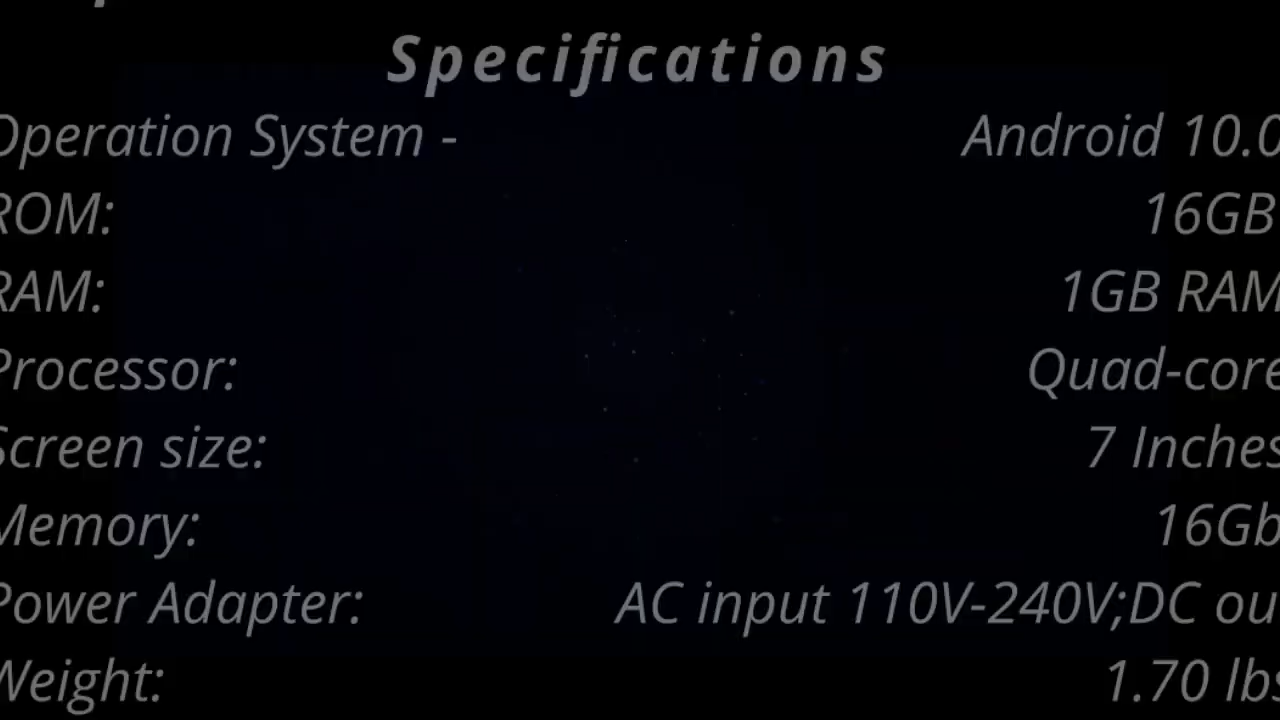 Specifications
Operation System - Android 10.0
ROM: 16GB
RAM: 1GB RAM
Processor: Quad-core
Screen size: 7 Inches
Memory: 16Gb
Power Adapter: AC input 110V-240V;DC ou
Weight: 1.70 lbs